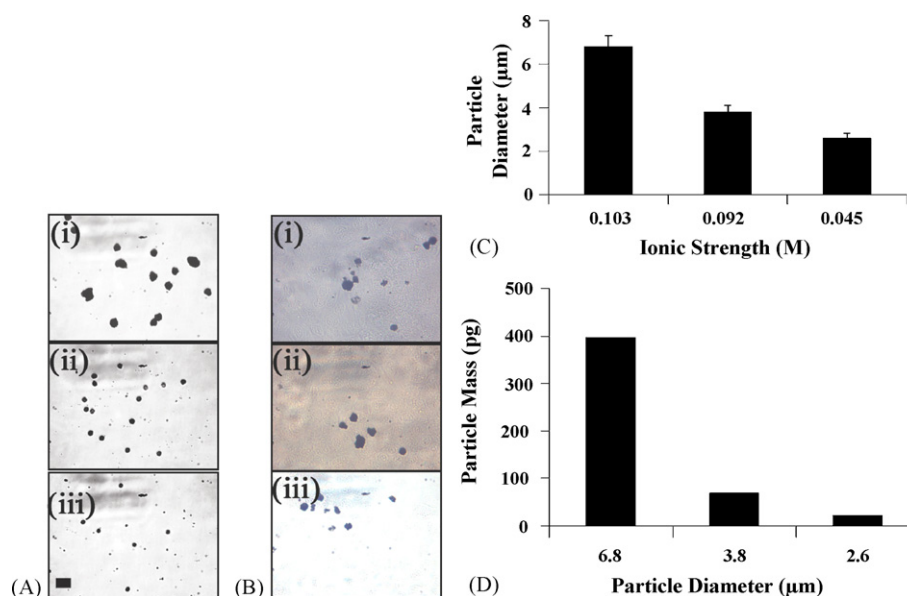 (i)
(ii)
(iii)
(A)
(i)
(ii)
(iii)
(B)
Particle
Diameter (μm)
8
6
4
2
0
0.103 0.092 0.045
Ionic Strength (M)
(C)
Particle Mass (pg)
500
400
300
200
100
0
6.8 3.8 2.6
Particle Diameter (μm)
(D)